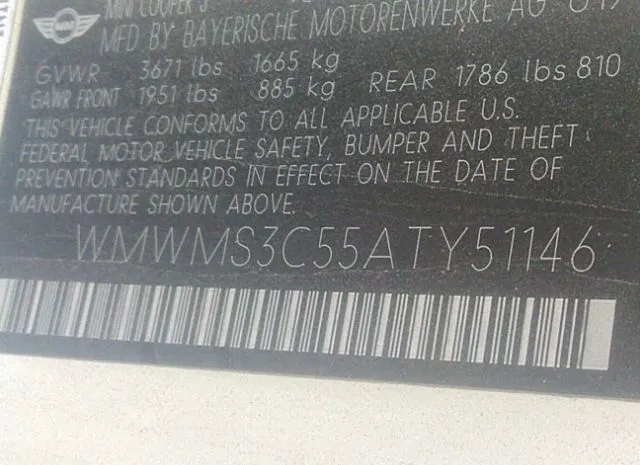 MINI COOPER S
MFD BY BAYERISCHE MOTORENWERKE AG
GVWR 3671 lbs 1665 kg
GAWR FRONT 1951 lbs 885 kg REAR 1786 lbs 810
THIS VEHICLE CONFORMS TO ALL APPLICABLE U.S.
FEDERAL MOTOR VEHICLE SAFETY, BUMPER AND THEFT
PREVENTION STANDARDS IN EFFECT ON THE DATE OF
MANUFACTURE SHOWN ABOVE.
WMWMS3C55ATY51146